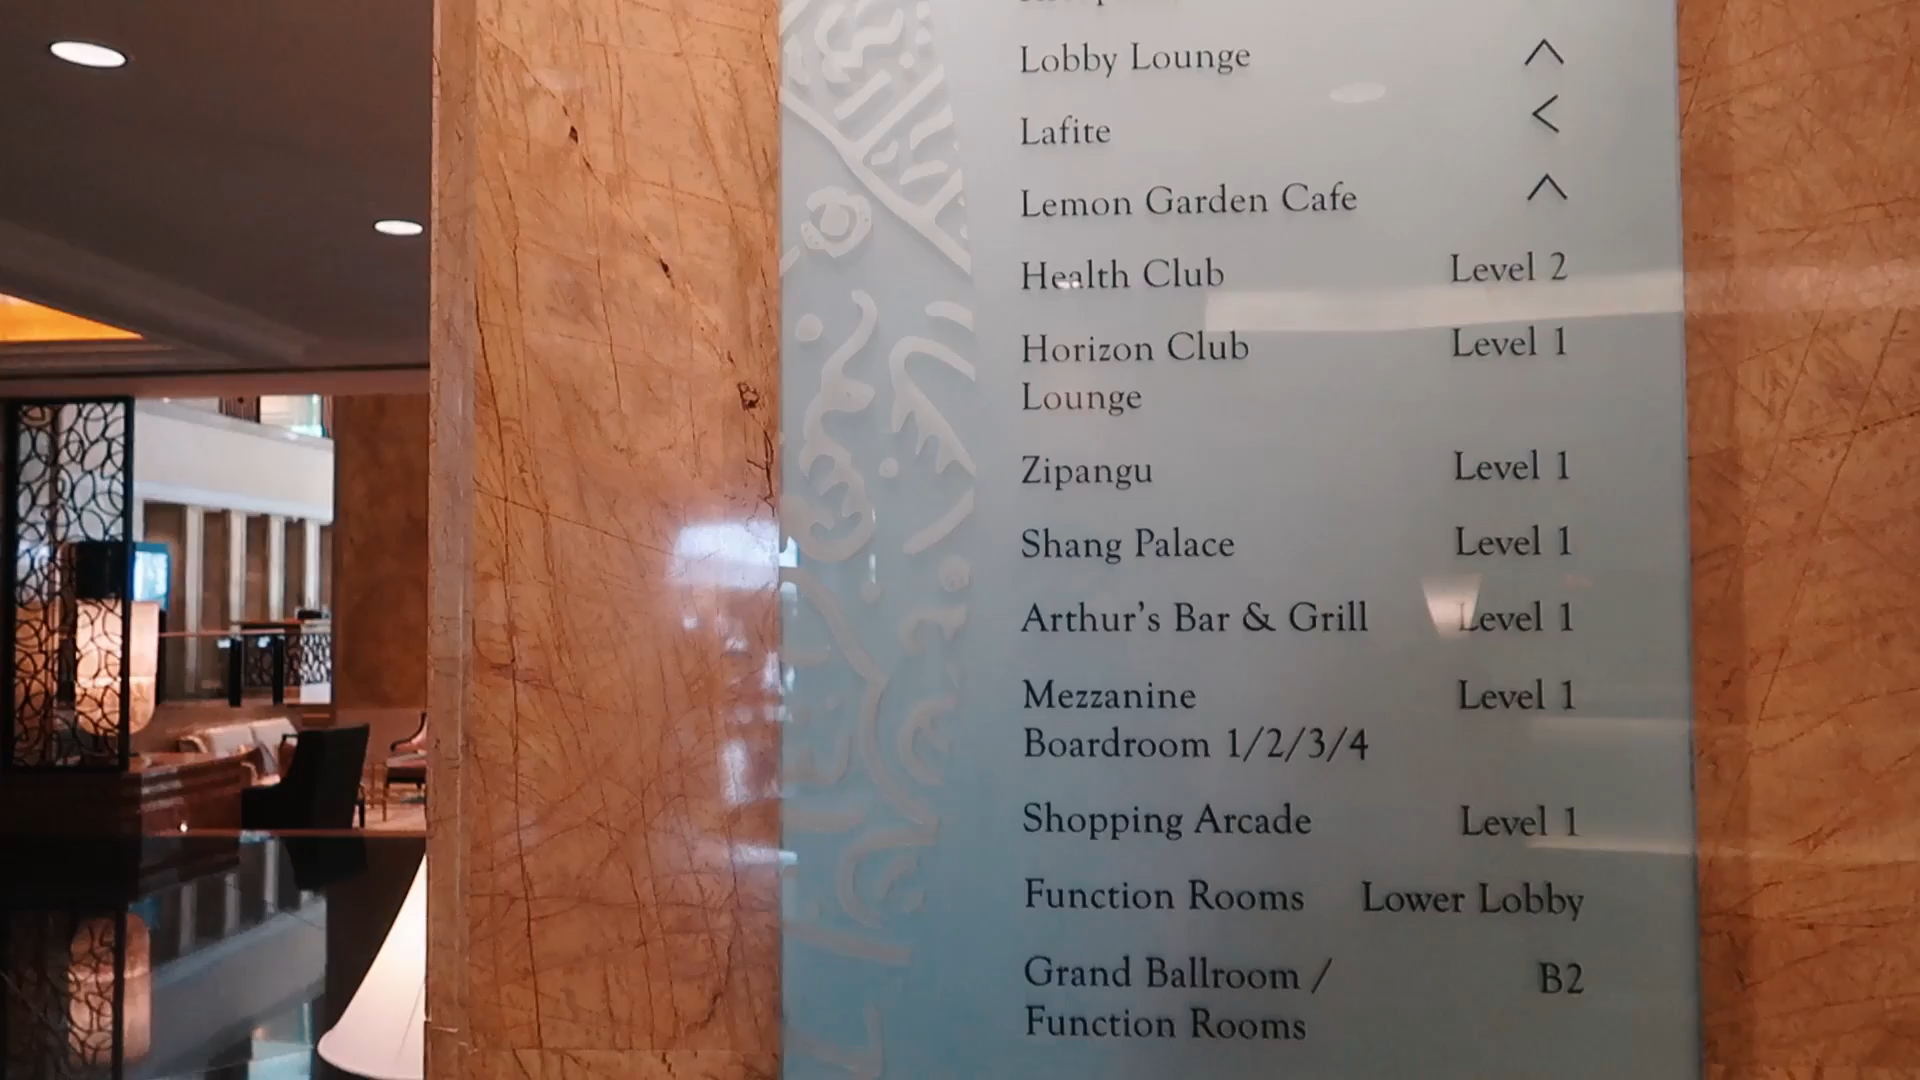 Lobby Lounge ^
Lafite <
Lemon Garden Cafe ^
Health Club Level 2
Horizon Club Level 1
Lounge
Zipangu Level 1
Shang Palace Level 1
Arthur's Bar & Grill Level 1
Mezzanine Level 1
Boardroom 1/2/3/4
Shopping Arcade Level 1
Function Rooms Lower Lobby
Grand Ballroom / B2
Function Rooms